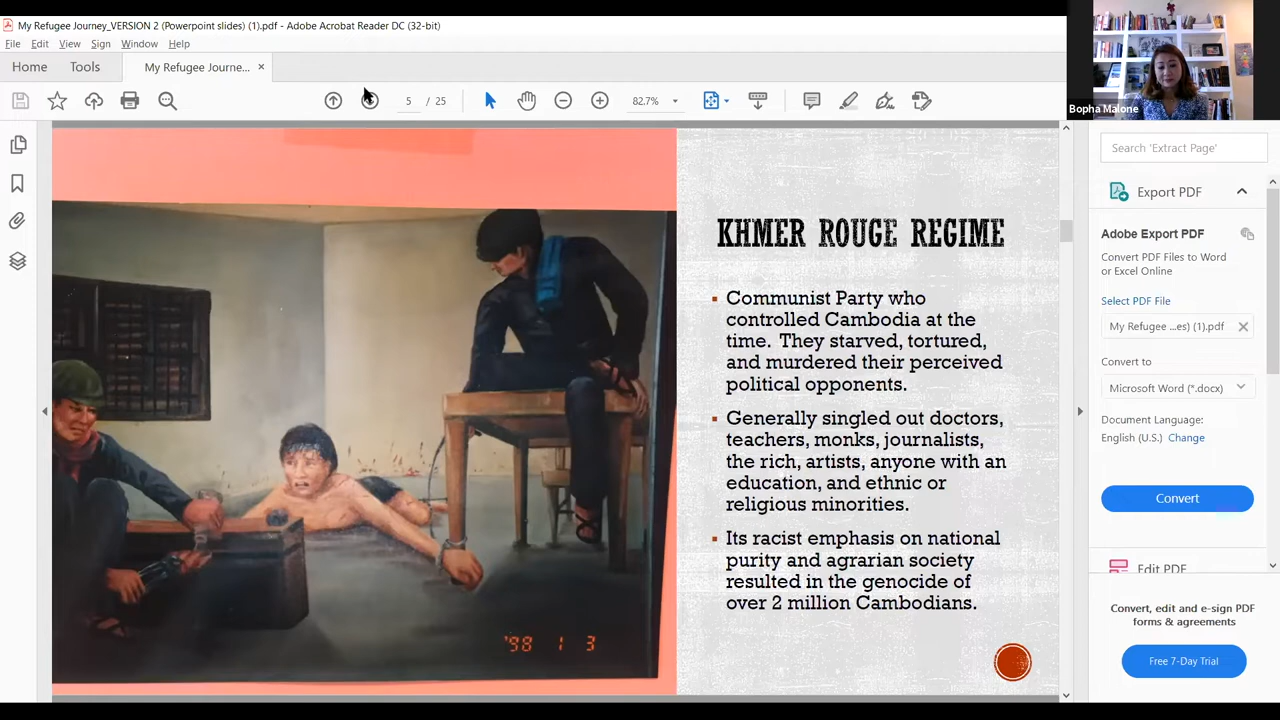 My Refugee Journey_VERSION 2 (Powerpoint slides) (1).pdf - Adobe Acrobat Reader DC (32-bit)
File Edit View Sign Window Help
Home Tools My Refugee Journe... ×
5 / 25 82.7%
Bopha Malone
KHMER ROUGE REGIME
▪ Communist Party who
controlled Cambodia at the
time. They starved, tortured,
and murdered their perceived
political opponents.
▪ Generally singled out doctors,
teachers, monks, journalists,
the rich, artists, anyone with an
education, and ethnic or
religious minorities.
▪ Its racist emphasis on national
purity and agrarian society
resulted in the genocide of
over 2 million Cambodians.
'98 1 3
Search 'Extract Page'
Export PDF
Adobe Export PDF
Convert PDF Files to Word
or Excel Online
Select PDF File
My Refugee ...es) (1).pdf
Convert to
Microsoft Word (*.docx)
Document Language:
English (U.S.) Change
Convert
Edit PDF
Convert, edit and e-sign PDF
forms & agreements
Free 7-Day Trial